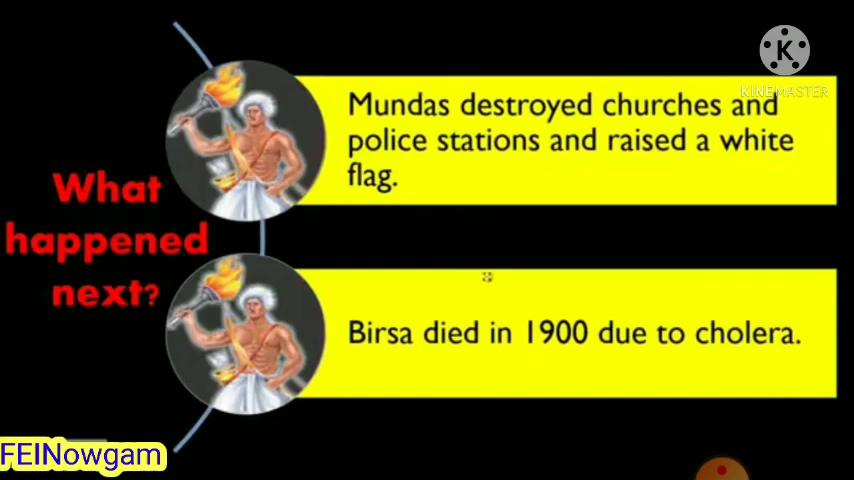 KINEMASTER
Mundas destroyed churches and
police stations and raised a white
flag.
What
happened
next?
Birsa died in 1900 due to cholera.
FEINowgam